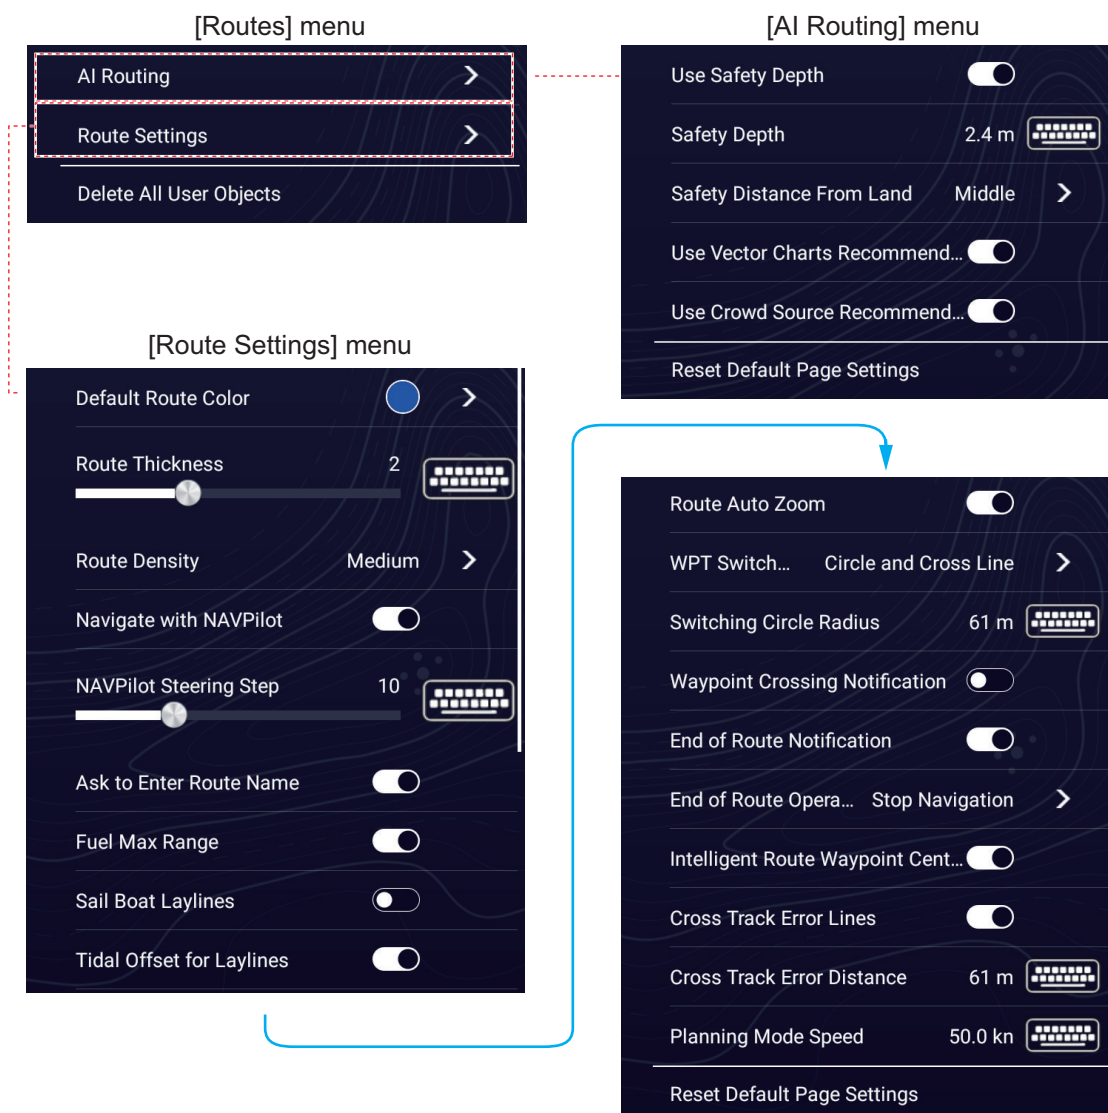 [Routes] menu
AI Routing
Route Settings
Delete All User Objects
[AI Routing] menu
Use Safety Depth
Safety Depth 2.4 m
Safety Distance From Land Middle
Use Vector Charts Recommend...
Use Crowd Source Recommend...
Reset Default Page Settings
[Route Settings] menu
Default Route Color
Route Thickness 2
Route Density Medium
Navigate with NAVPilot
NAVPilot Steering Step 10
Ask to Enter Route Name
Fuel Max Range
Sail Boat Laylines
Tidal Offset for Laylines
Route Auto Zoom
WPT Switch... Circle and Cross Line
Switching Circle Radius 61 m
Waypoint Crossing Notification
End of Route Notification
End of Route Opera... Stop Navigation
Intelligent Route Waypoint Cent...
Cross Track Error Lines
Cross Track Error Distance 61 m
Planning Mode Speed 50.0 kn
Reset Default Page Settings